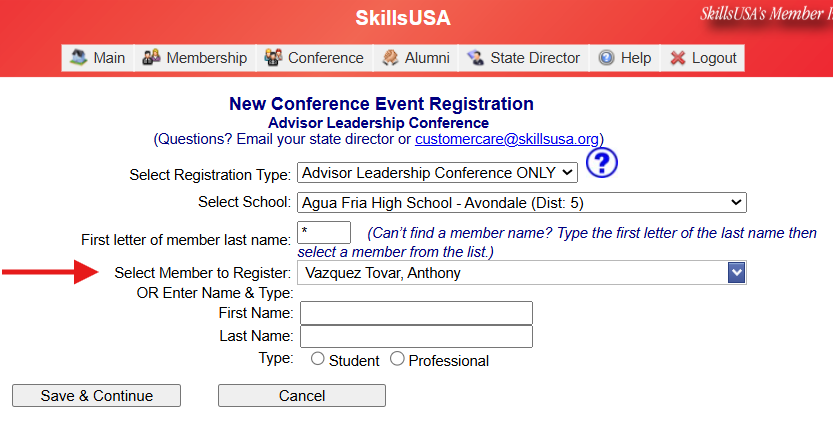 SkillsUSA
SkillsUSA's Member
Main Membership Conference Alumni State Director Help Logout
New Conference Event Registration
Advisor Leadership Conference
(Questions? Email your state director or customercare@skillsusa.org)
Select Registration Type: Advisor Leadership Conference ONLY ?
Select School: Agua Fria High School - Avondale (Dist: 5)
First letter of member last name: * (Can't find a member name? Type the first letter of the last name then
select a member from the list.)
Select Member to Register: Vazquez Tovar, Anthony
OR Enter Name & Type:
First Name:
Last Name:
Type: Student Professional
Save & Continue Cancel